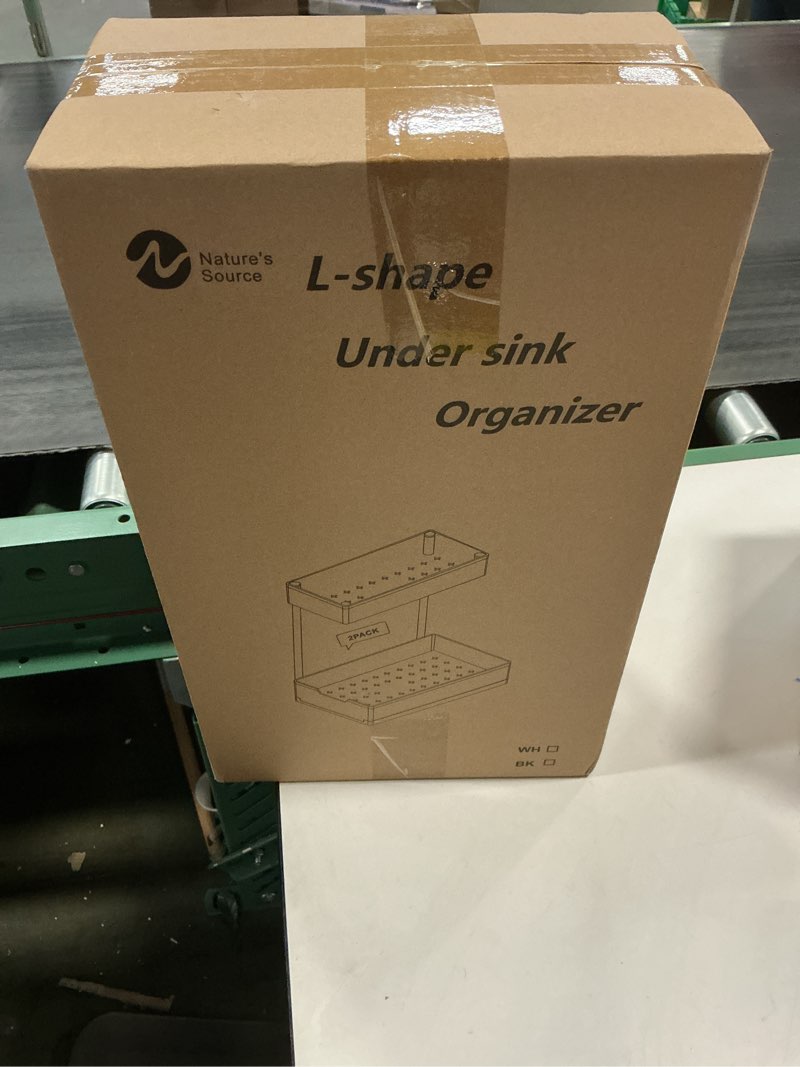 Nature's
Source
L-shape
Under sink
Organizer
2PACK
WH
BK